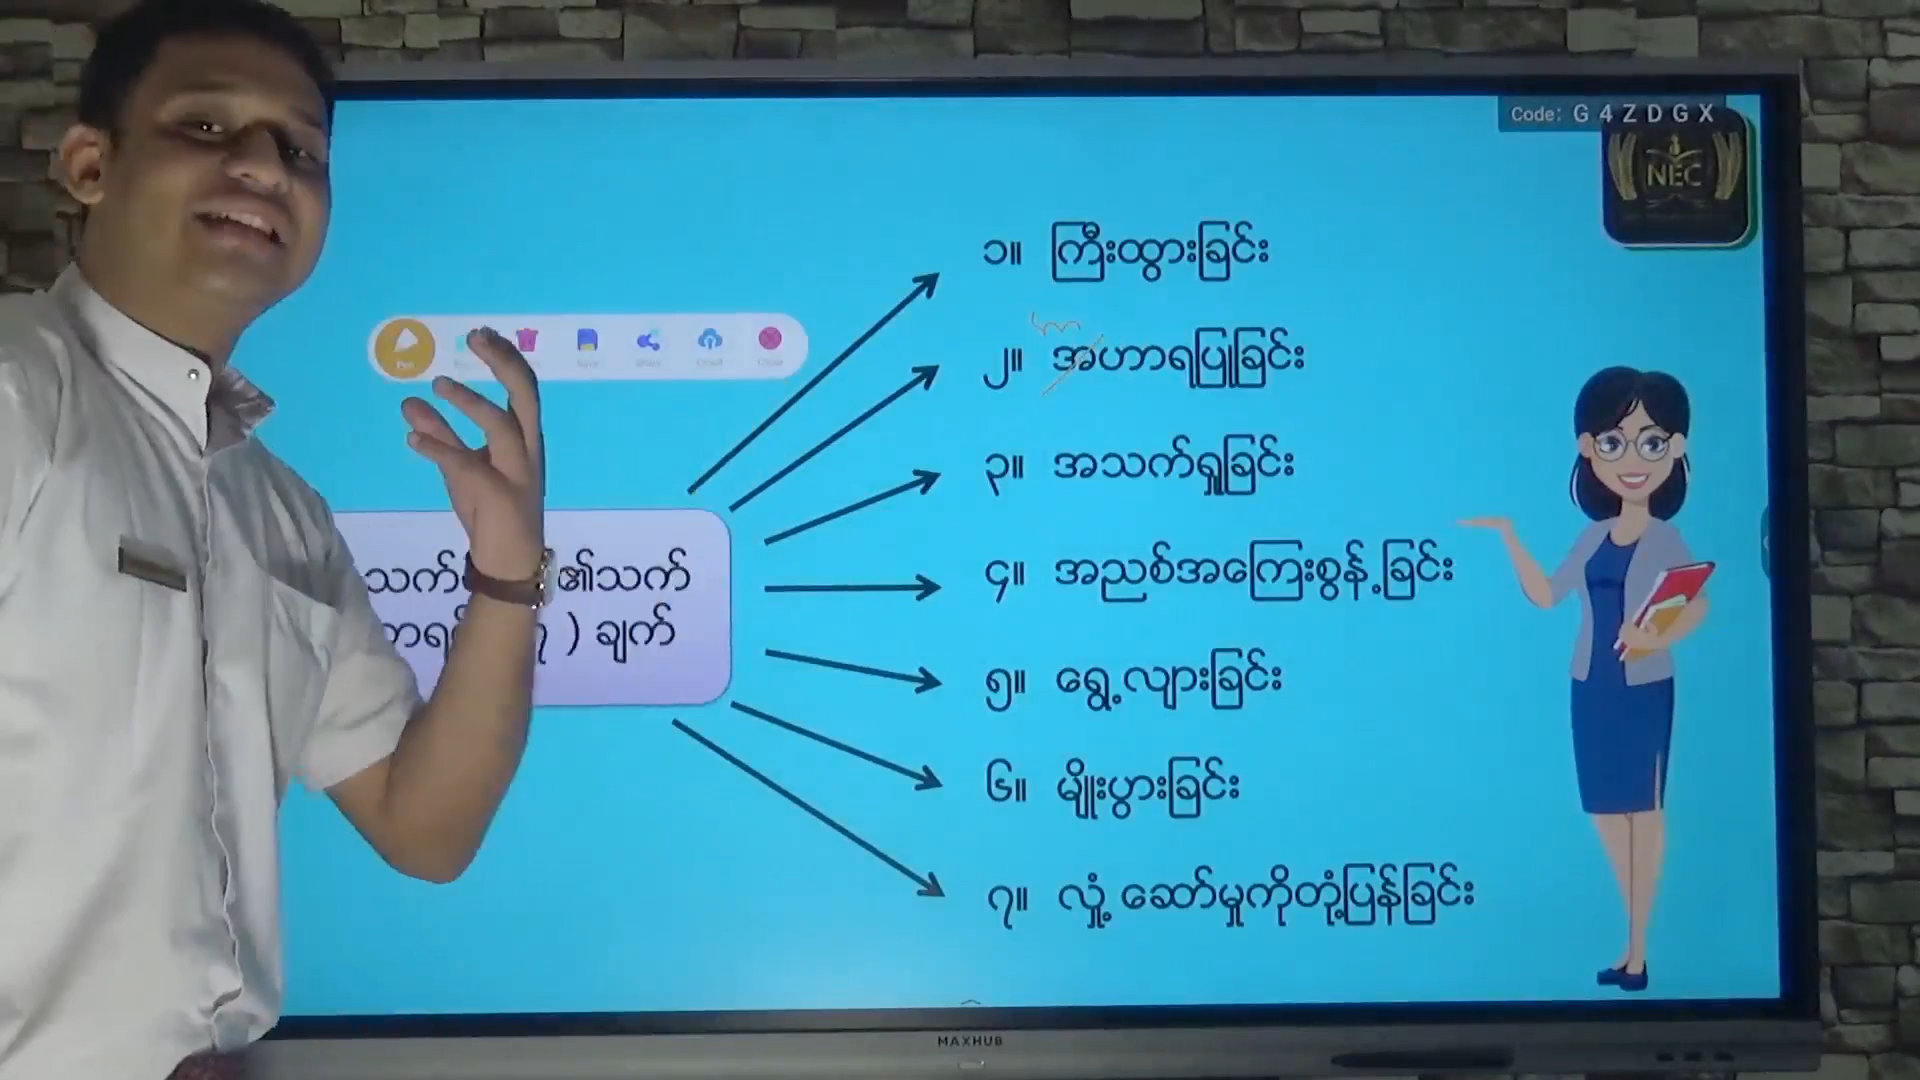 Code: G 4 Z D G X
NEC
၁။ ကြီးထွားခြင်း
၂။ အဟာရပြုခြင်း
၃။ အသက်ရှူခြင်း
၄။ အညစ်အကြေးစွန့်ခြင်း
၅။ ရွေ့လျားခြင်း
၆။ မျိုးပွားခြင်း
၇။ လှုံ့ဆော်မှုကိုတုံ့ပြန်ခြင်း
၏သက်
) ချက်
MAXHUB